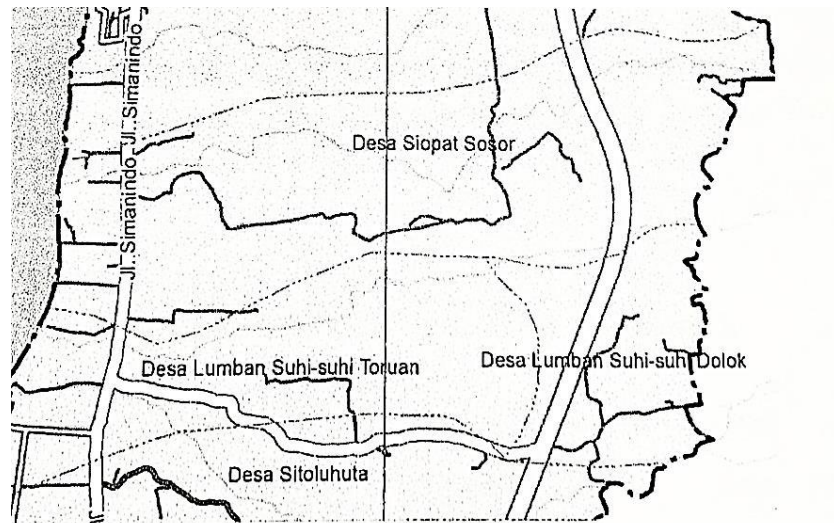 Jl. Simanindo
Jl. Simanindo
Desa Siopat Sosor
Desa Lumban Suhi-suhi Toruan
Desa Lumban Suhi-suhi Dolok
Desa Sitoluhuta